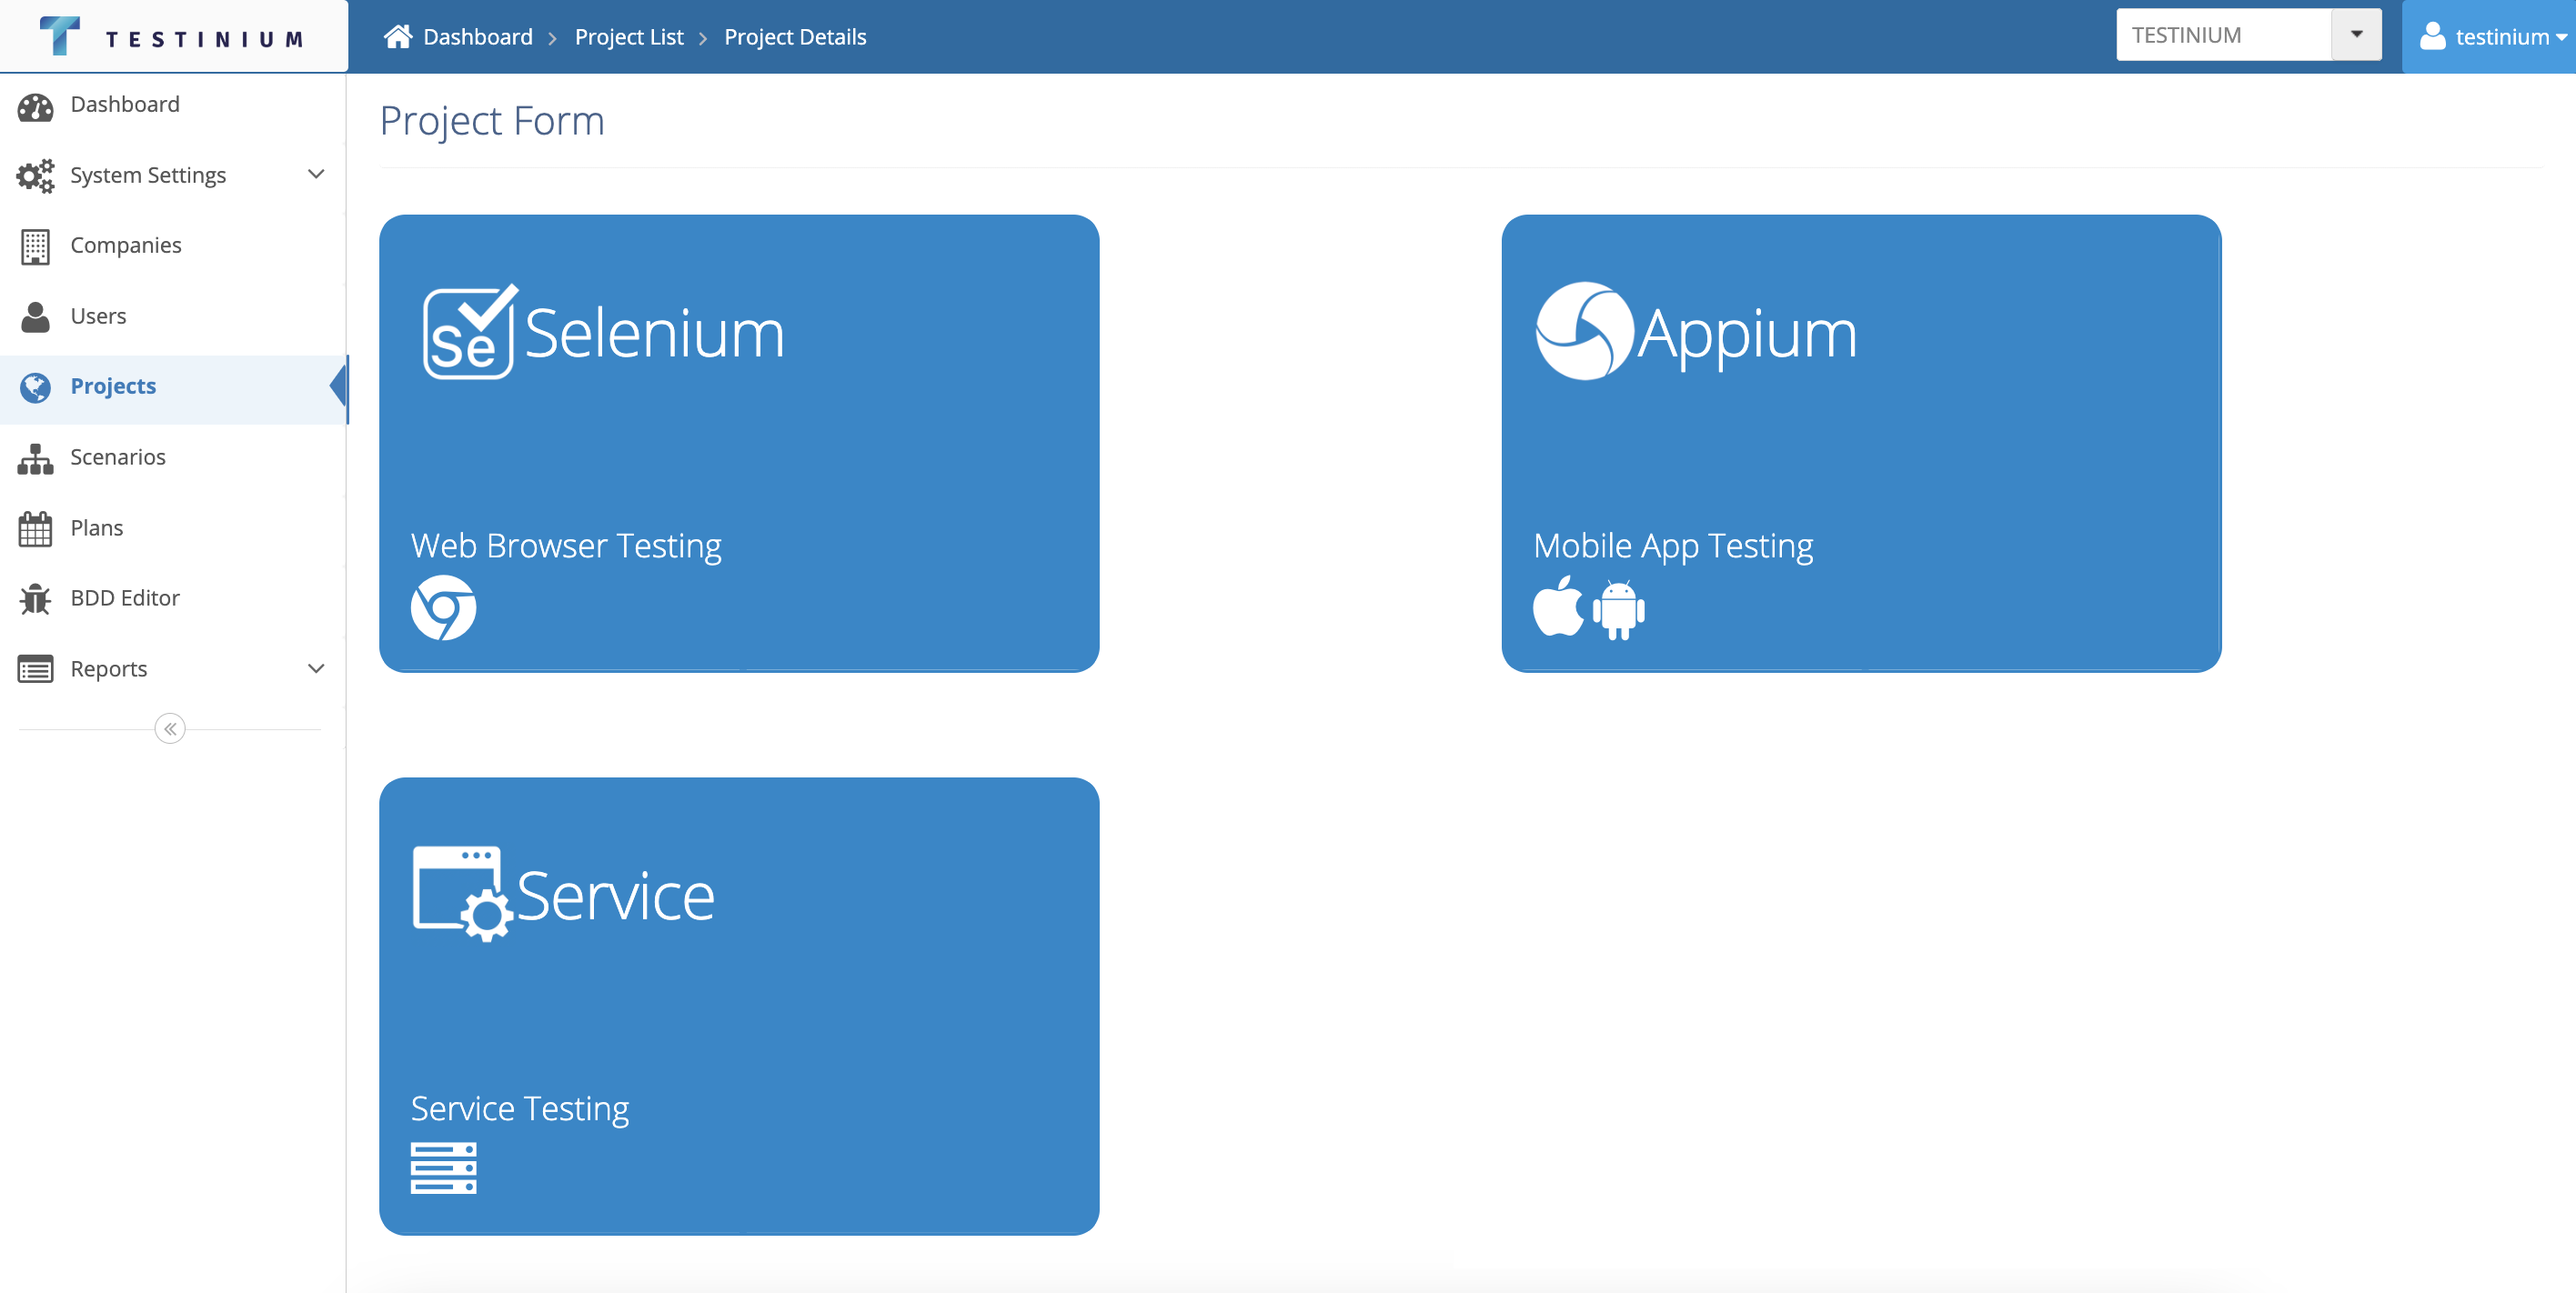 TESTINIUM
Dashboard > Project List > Project Details
TESTINIUM
testinium
Dashboard
System Settings
Companies
Users
Projects
Scenarios
Plans
BDD Editor
Reports
Project Form
Se Selenium
Web Browser Testing
Appium
Mobile App Testing
Service
Service Testing